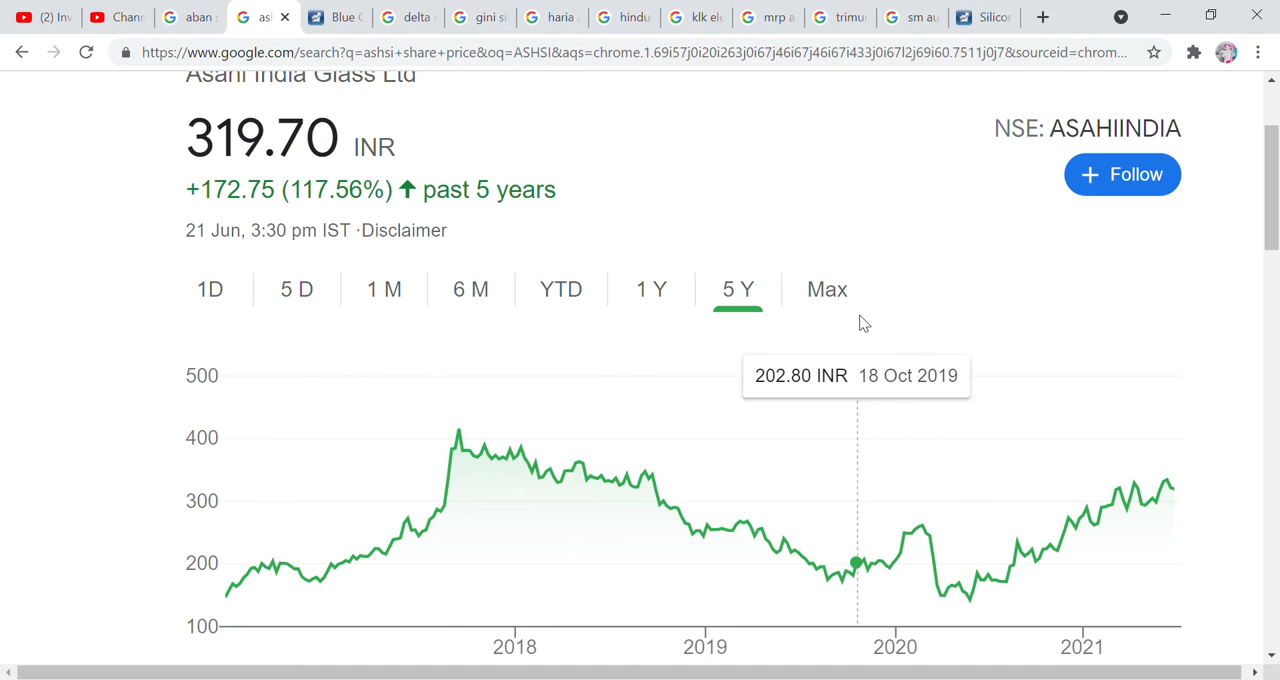 (2) Inv
Chann
aban s
as
Blue C
delta
gini si
haria
hindu
klk ele
mrp a
trimu
sm au
Silicon
https://www.google.com/search?q=ashsi+share+price&oq=ASHSI&aqs=chrome.1.69i57j0i20i263j0i67j46i67j46i67i433j0i67l2j69i60.7511j0j7&sourceid=chrom...
Asahi India Glass Ltd
319.70 INR
NSE: ASAHIINDIA
+ Follow
+172.75 (117.56%) ↑ past 5 years
21 Jun, 3:30 pm IST ·Disclaimer
1D 5 D 1 M 6 M YTD 1 Y 5 Y Max
202.80 INR 18 Oct 2019
500
400
300
200
100
2018 2019 2020 2021